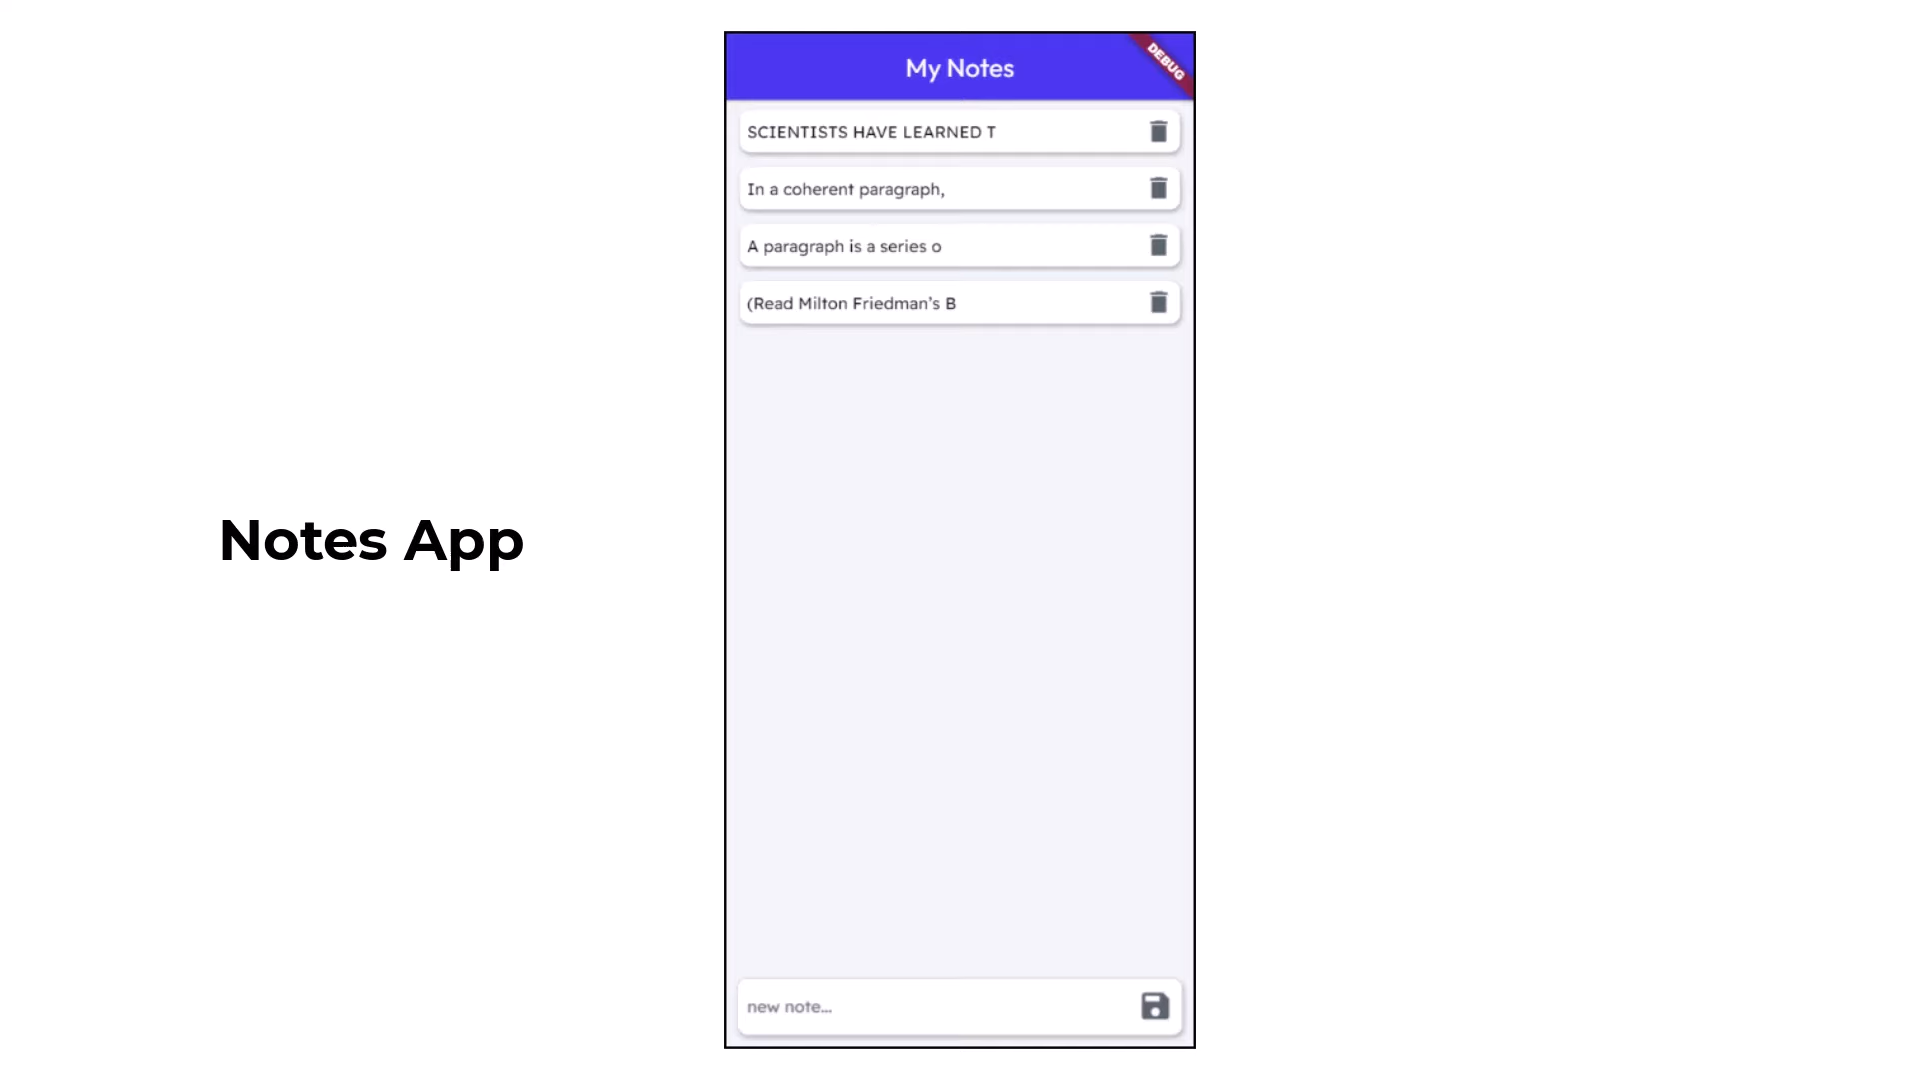 My Notes
DEBUG
SCIENTISTS HAVE LEARNED T
In a coherent paragraph,
A paragraph is a series o
(Read Milton Friedman’s B
Notes App
new note...